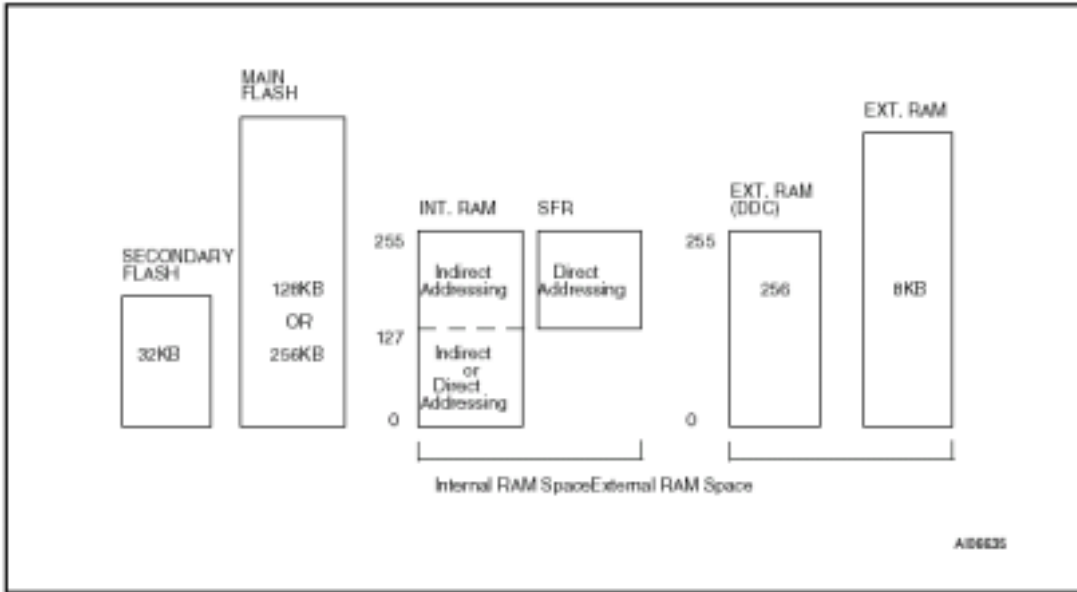 MAIN
FLASH
EXT. RAM
EXT. RAM
(DDC)
INT. RAM
SFR
255
255
SECONDARY
FLASH
Indirect
Addressing
Direct
Addressing
128KB
OR
256KB
256
8KB
127
32KB
Indirect
or
Direct
Addressing
0
0
Internal RAM SpaceExternal RAM Space
AI06635